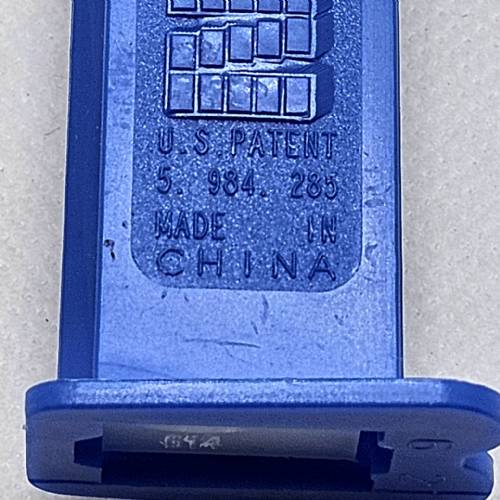 U.S. PATENT
5. 984. 285
MADE IN
CHINA